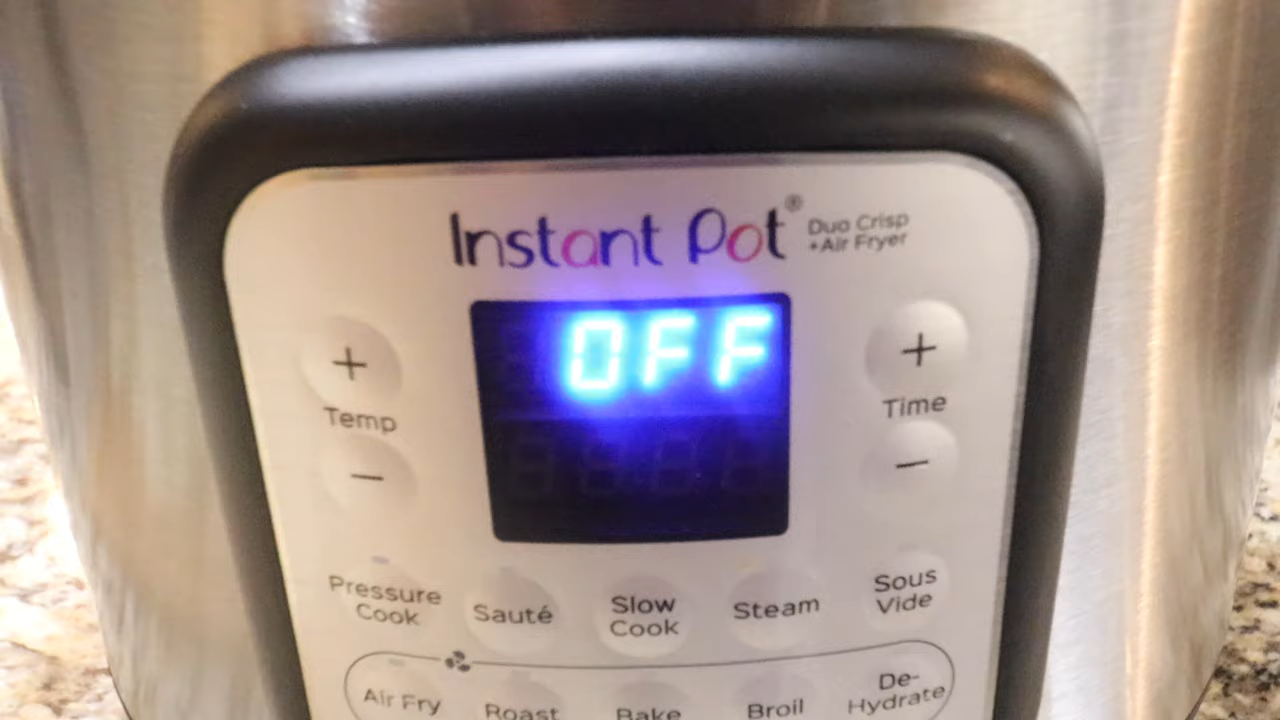 Instant Pot®
Duo Crisp
+Air Fryer
OFF
+
+
Temp
Time
−
−
Pressure
Cook
Sauté
Slow
Cook
Steam
Sous
Vide
Air Fry
Roast
Bake
Broil
De-
Hydrate